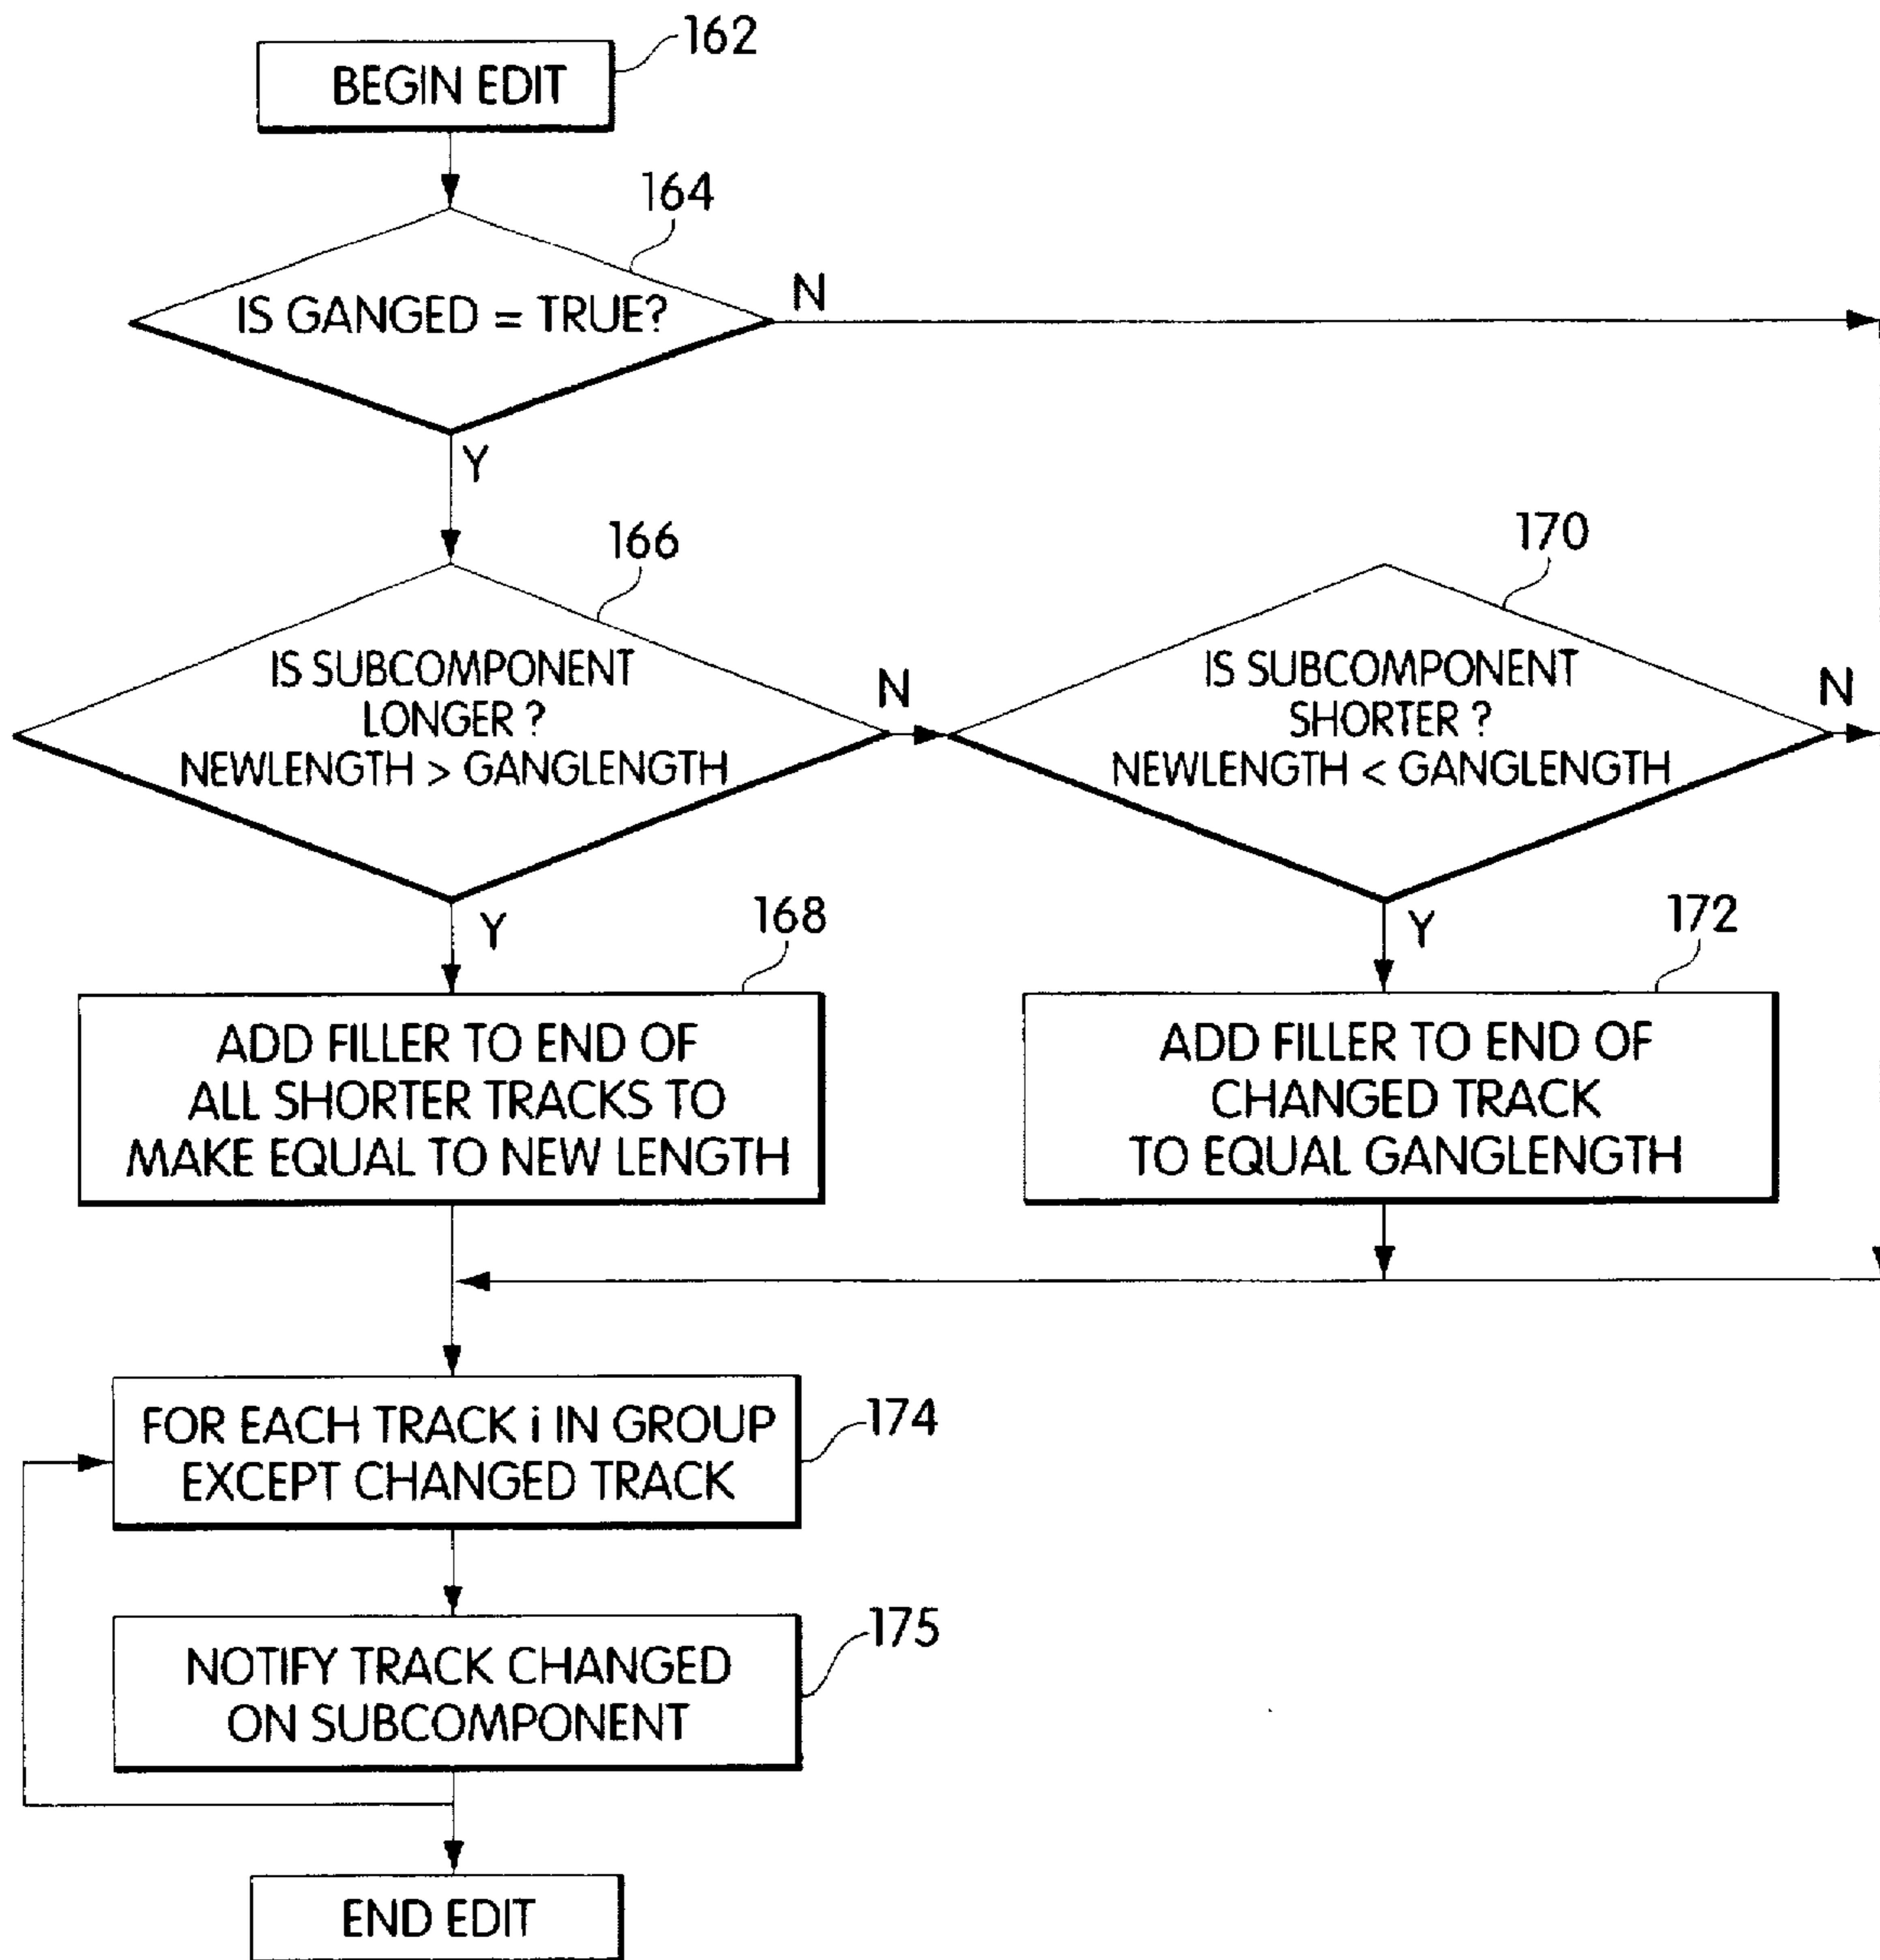 162
BEGIN EDIT
164
IS GANGED = TRUE?
N
Y
166
170
IS SUBCOMPONENT
LONGER ?
NEWLENGTH > GANGLENGTH
N
IS SUBCOMPONENT
SHORTER ?
NEWLENGTH < GANGLENGTH
N
Y
168
Y
172
ADD FILLER TO END OF
ALL SHORTER TRACKS TO
MAKE EQUAL TO NEW LENGTH
ADD FILLER TO END OF
CHANGED TRACK
TO EQUAL GANGLENGTH
FOR EACH TRACK i IN GROUP
EXCEPT CHANGED TRACK
174
NOTIFY TRACK CHANGED
ON SUBCOMPONENT
175
END EDIT